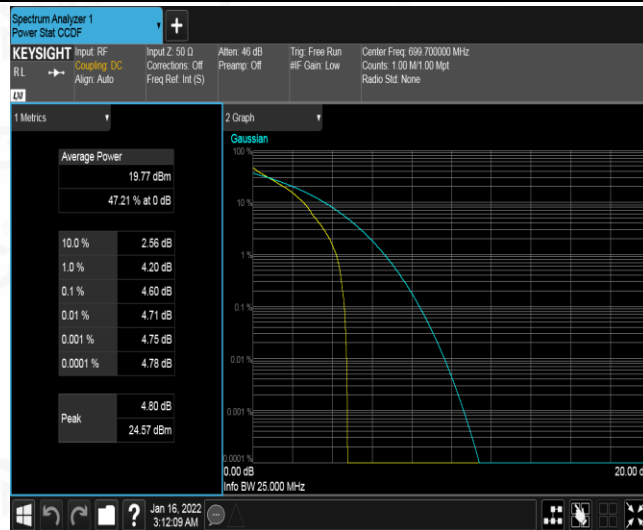 Spectrum Analyzer 1
Power Stat CCDF
KEYSIGHT
RL
LXI
Input: RF
Coupling: DC
Align: Auto
Input Z: 50 Ω
Corrections: Off
Freq Ref: Int (S)
Atten: 46 dB
Preamp: Off
Trig: Free Run
#IF Gain: Low
Center Freq: 699.700000 MHz
Counts: 1.00 M/1.00 Mpt
Radio Std: None
1 Metrics
Average Power
19.77 dBm
47.21 % at 0 dB
10.0 % 2.56 dB
1.0 % 4.20 dB
0.1 % 4.60 dB
0.01 % 4.71 dB
0.001 % 4.75 dB
0.0001 % 4.78 dB
Peak
4.80 dB
24.57 dBm
2 Graph
Gaussian
100 %
10 %
1 %
0.1 %
0.01 %
0.001 %
0.0001 %
0.00 dB
20.00 d
Info BW 25.000 MHz
?
Jan 16, 2022
3:12:09 AM